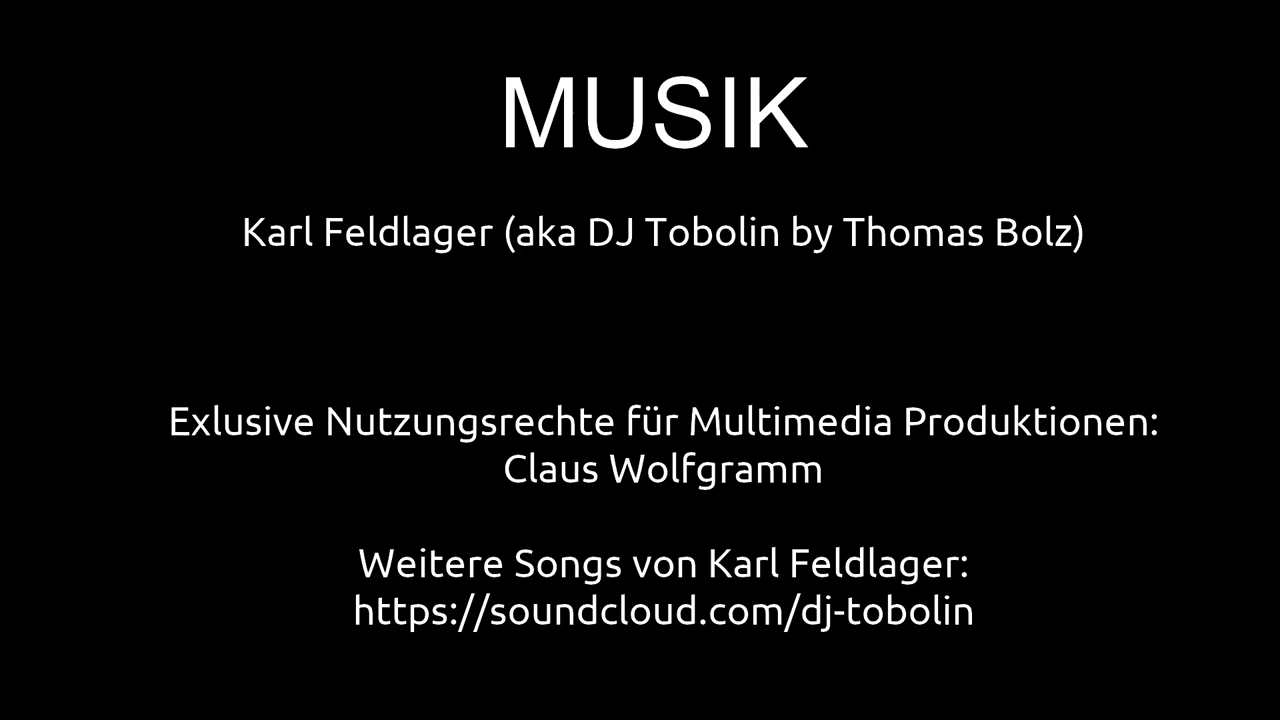 MUSIK
Karl Feldlager (aka DJ Tobolin by Thomas Bolz)
Exlusive Nutzungsrechte für Multimedia Produktionen:
Claus Wolfgramm
Weitere Songs von Karl Feldlager:
https://soundcloud.com/dj-tobolin